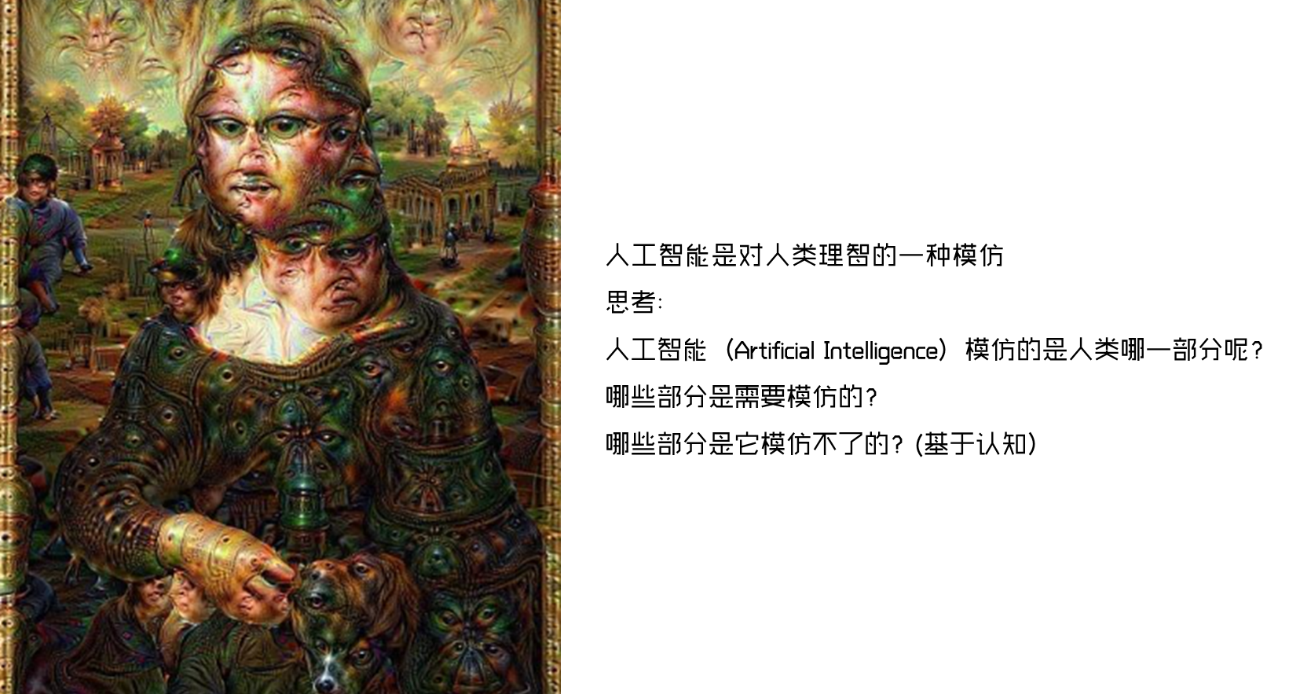 人工智能是对人类理智的一种模仿
思考:
人工智能（Artificial Intelligence）模仿的是人类哪一部分呢?
哪些部分是需要模仿的?
哪些部分是它模仿不了的? (基于认知)